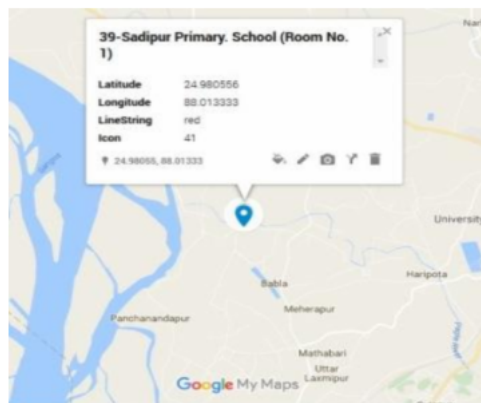 39-Sadipur Primary. School (Room No.
1)
Latitude 24.980556
Longitude 88.013333
LineString red
Icon 41
24.98055, 88.01333
Nar
University
Haripota
Babla
Meherapur
Panchanandapur
Mathabari
Uttar
Laxmipur
Google My Maps